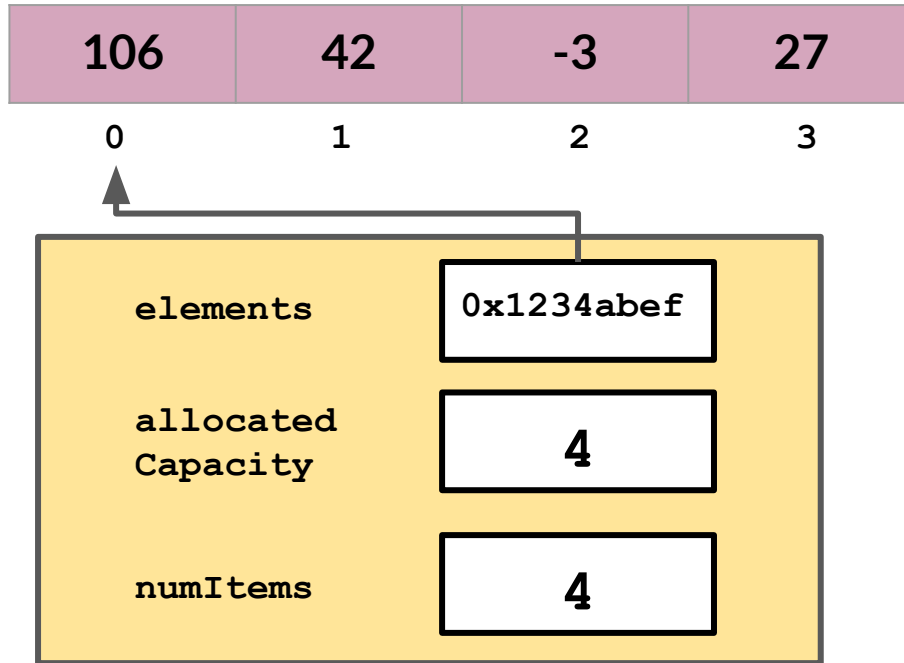 106 42 -3 27
0 1 2 3
elements 0x1234abef
allocated
Capacity 4
numItems 4